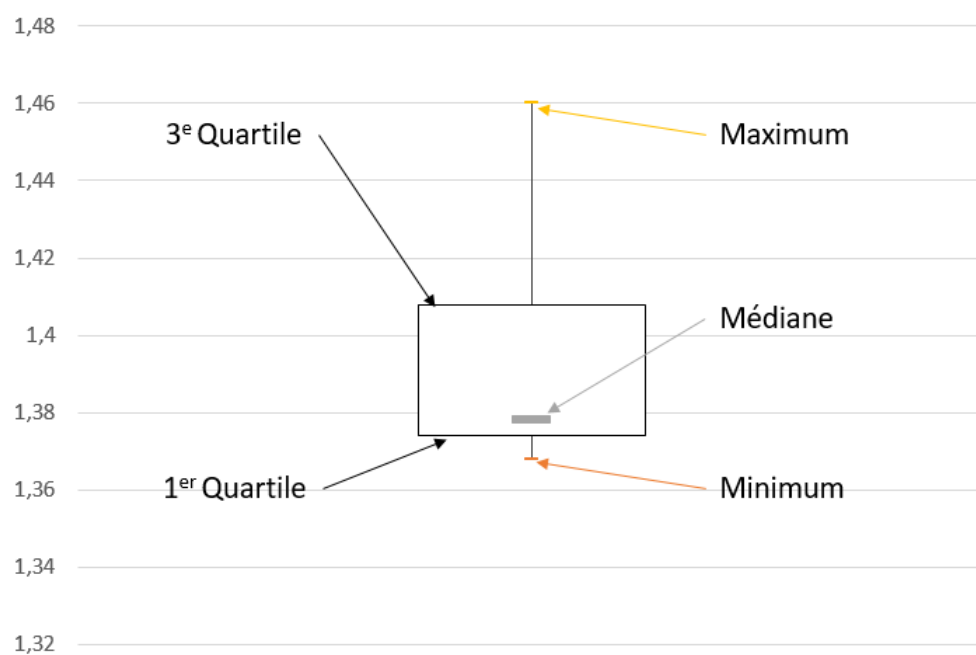 1,48
1,46
3e Quartile
Maximum
1,44
1,42
Médiane
1,4
1,38
1er Quartile
Minimum
1,36
1,34
1,32